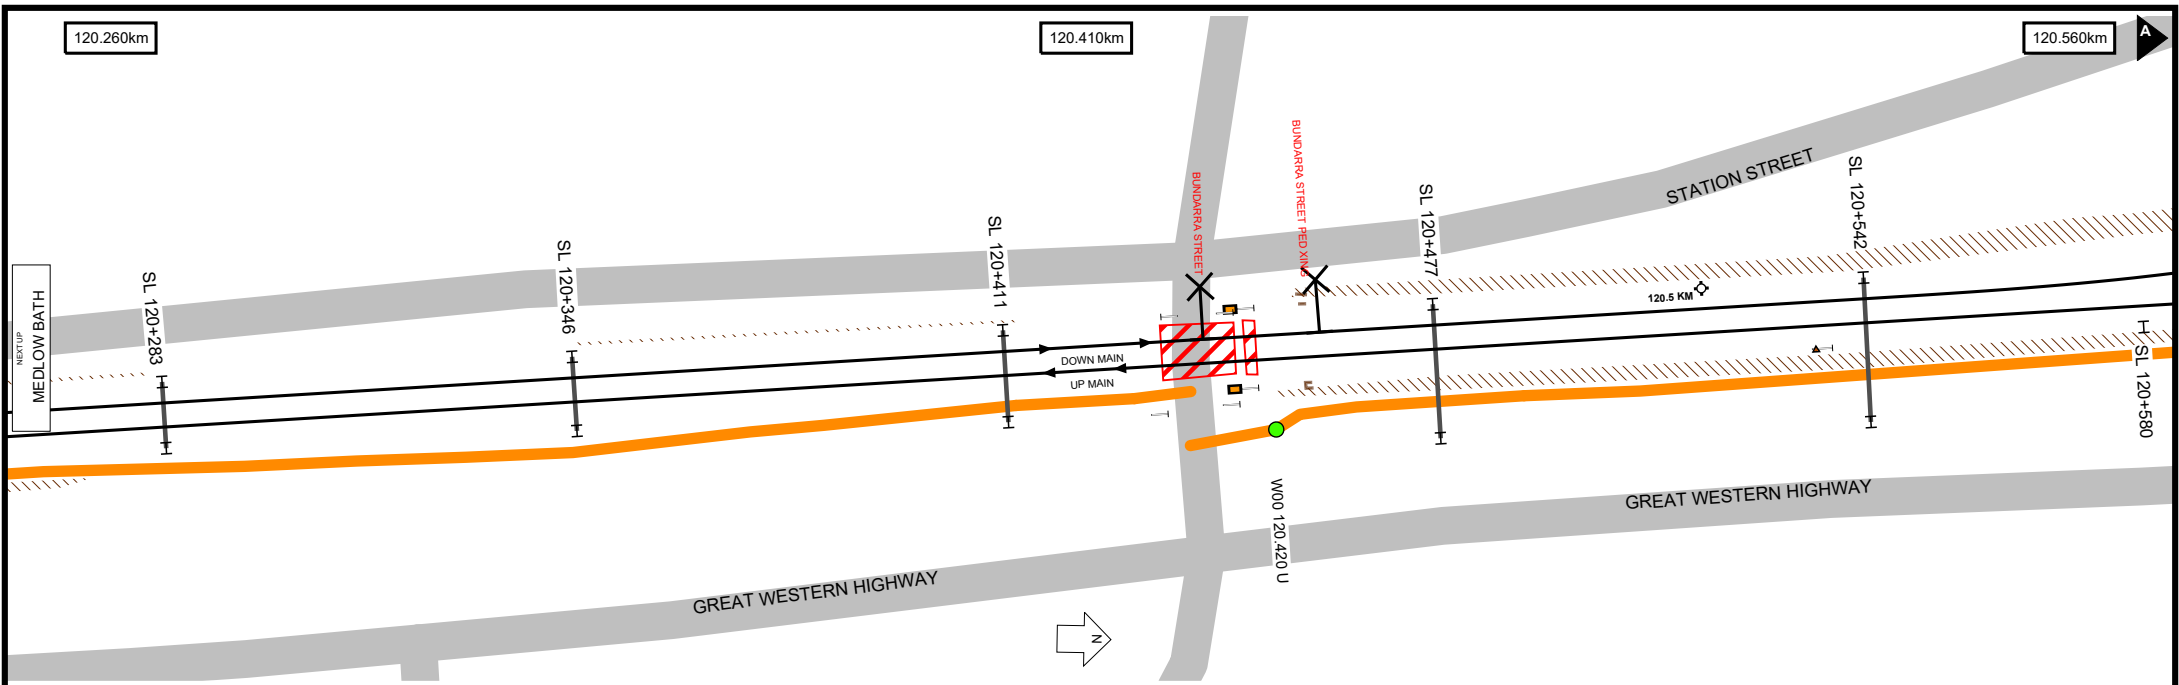 120.260km
120.410km
120.560km
A
BUNDARRA STREET
BUNDARRA STREET PED XING
STATION STREET
SL 120+283
SL 120+346
SL 120+411
SL 120+477
SL 120+542
SL 120+580
NEXT UP
MEDLOW BATH
120.5 KM
DOWN MAIN
UP MAIN
W00 120.420 U
GREAT WESTERN HIGHWAY
GREAT WESTERN HIGHWAY
N